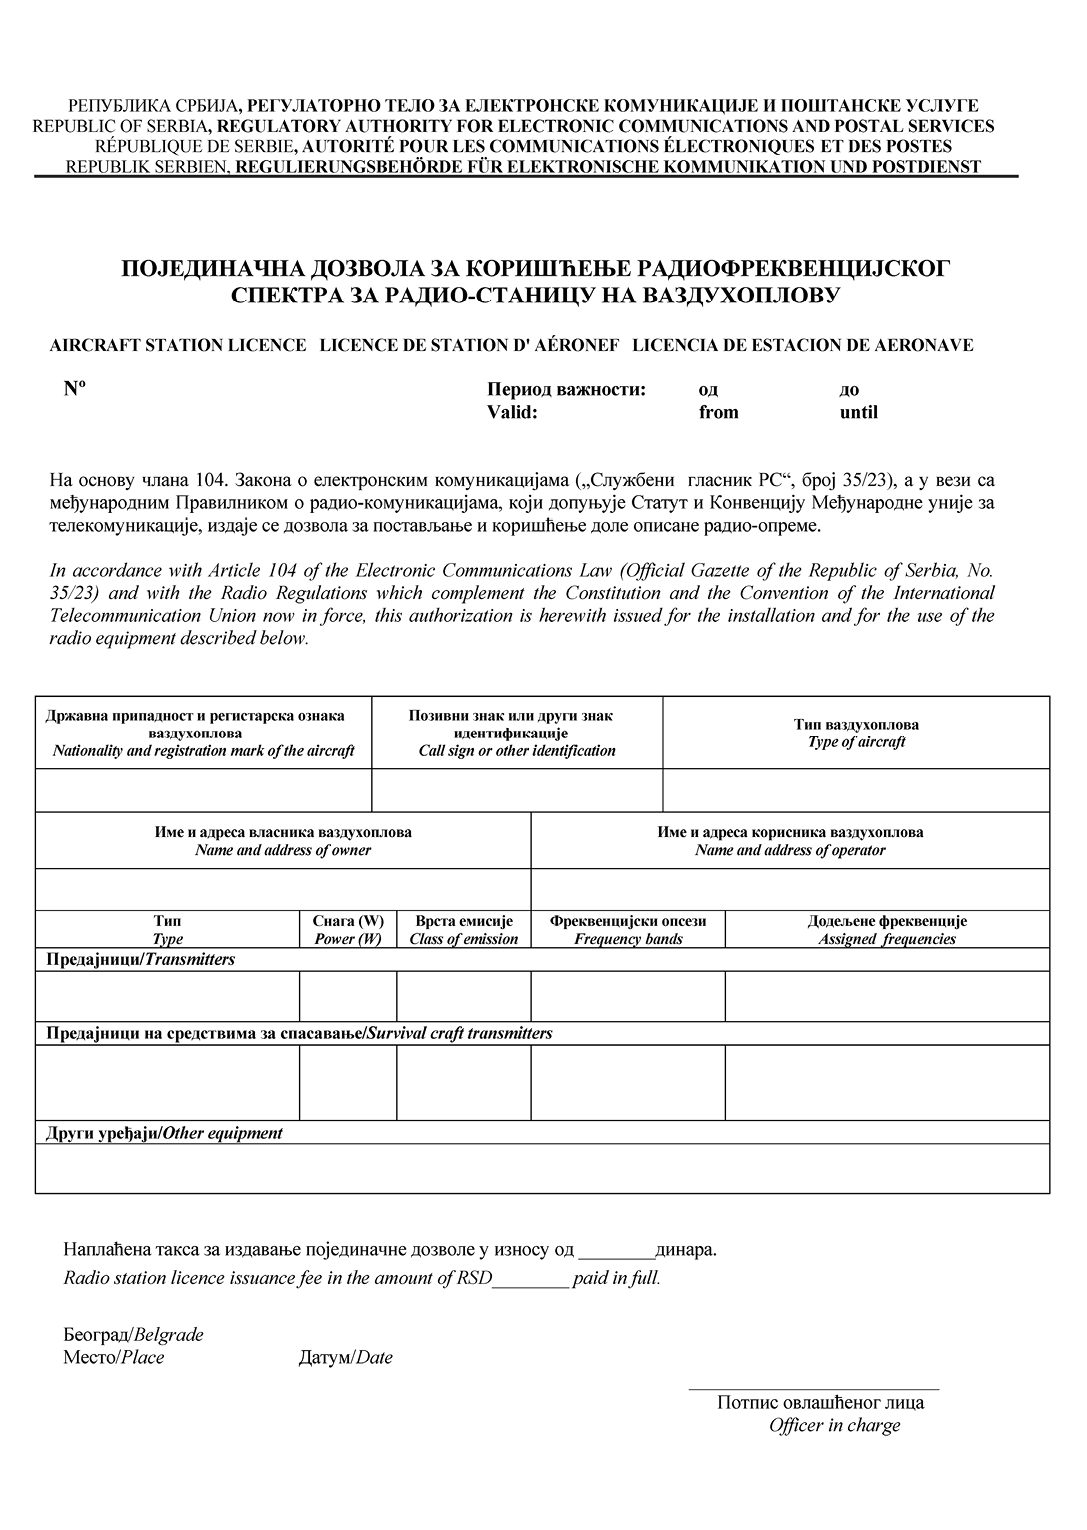 РЕПУБЛИКА СРБИЈА, РЕГУЛАТОРНО ТЕЛО ЗА ЕЛЕКТРОНСКЕ КОМУНИКАЦИЈЕ И ПОШТАНСКЕ УСЛУГЕ
REPUBLIC OF SERBIA, REGULATORY AUTHORITY FOR ELECTRONIC COMMUNICATIONS AND POSTAL SERVICES
RÉPUBLIQUE DE SERBIE, AUTORITÉ POUR LES COMMUNICATIONS ÉLECTRONIQUES ET DES POSTES
REPUBLIK SERBIEN, REGULIERUNGSBEHÖRDE FÜR ELEKTRONISCHE KOMMUNIKATION UND POSTDIENST
ПОЈЕДИНАЧНА ДОЗВОЛА ЗА КОРИШЋЕЊЕ РАДИОФРЕКВЕНЦИЈСКОГ
СПЕКТРА ЗА РАДИО-СТАНИЦУ НА ВАЗДУХОПЛОВУ
AIRCRAFT STATION LICENCE LICENCE DE STATION D' AÉRONEF LICENCIA DE ESTACION DE AERONAVE
Nº Период важности: од до
Valid: from until
На основу члана 104. Закона о електронским комуникацијама („Службени гласник РС“, број 35/23), а у вези са
међународним Правилником о радио-комуникацијама, који допуњује Статут и Конвенцију Међународне уније за
телекомуникације, издаје се дозвола за постављање и коришћење доле описане радио-опреме.
In accordance with Article 104 of the Electronic Communications Law (Official Gazette of the Republic of Serbia, No.
35/23) and with the Radio Regulations which complement the Constitution and the Convention of the International
Telecommunication Union now in force, this authorization is herewith issued for the installation and for the use of the
radio equipment described below.
Државна припадност и регистарска ознака
ваздухоплова
Nationality and registration mark of the aircraft
Позивни знак или други знак
идентификације
Call sign or other identification
Тип ваздухоплова
Type of aircraft
Име и адреса власника ваздухоплова
Name and address of owner
Име и адреса корисника ваздухоплова
Name and address of operator
Тип
Type
Снага (W)
Power (W)
Врста емисије
Class of emission
Фреквенцијски опсези
Frequency bands
Додељене фреквенције
Assigned frequencies
Предајници/Transmitters
Предајници на средствима за спасавање/Survival craft transmitters
Други уређаји/Other equipment
Наплаћена такса за издавање појединачне дозволе у износу од ________динара.
Radio station licence issuance fee in the amount of RSD________ paid in full.
Београд/Belgrade
Место/Place Датум/Date
Потпис овлашћеног лица
Officer in charge